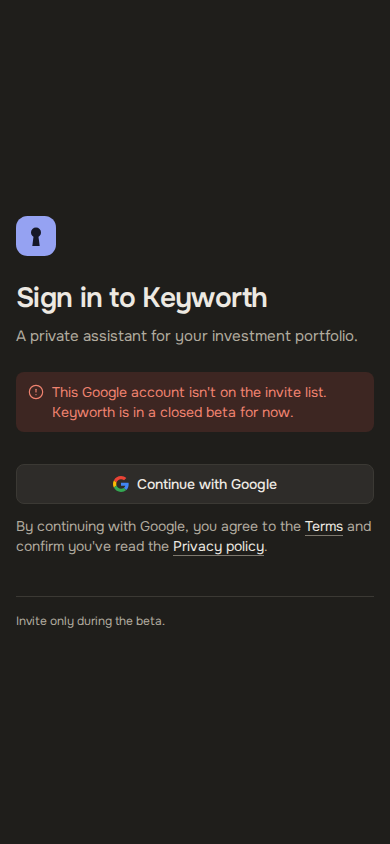 Sign in to Keyworth
A private assistant for your investment portfolio.
This Google account isn't on the invite list.
Keyworth is in a closed beta for now.
Continue with Google
By continuing with Google, you agree to the Terms and
confirm you've read the Privacy policy.
Invite only during the beta.